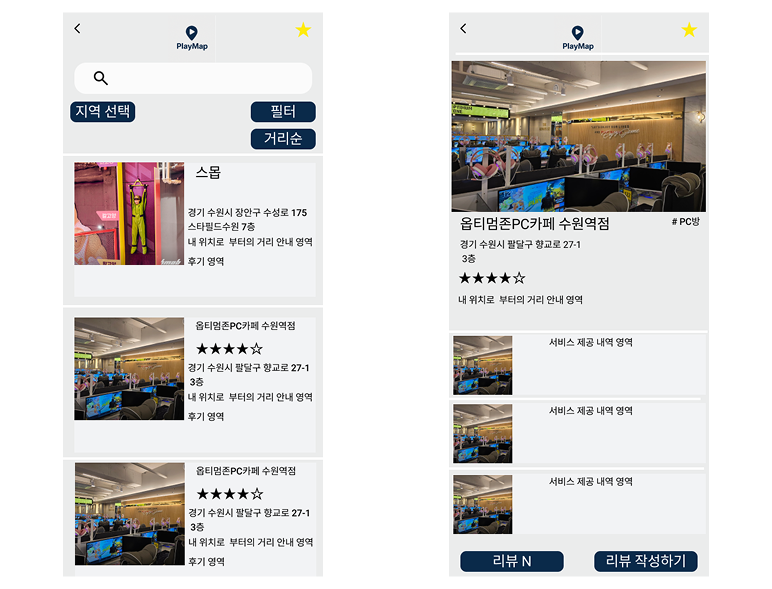 PlayMap
지역 선택
필터
거리순
스몹
경기 수원시 장안구 수성로 175
스타필드수원 7층
내 위치로 부터의 거리 안내 영역
후기 영역
옵티멈존PC카페 수원역점
★★★★☆
경기 수원시 팔달구 향교로 27-1
3층
내 위치로 부터의 거리 안내 영역
후기 영역
옵티멈존PC카페 수원역점
★★★★☆
경기 수원시 팔달구 향교로 27-1
3층
내 위치로 부터의 거리 안내 영역
후기 영역
PlayMap
옵티멈존PC카페 수원역점
# PC방
경기 수원시 팔달구 향교로 27-1
3층
★★★★☆
내 위치로 부터의 거리 안내 영역
서비스 제공 내역 영역
서비스 제공 내역 영역
서비스 제공 내역 영역
리뷰 N
리뷰 작성하기